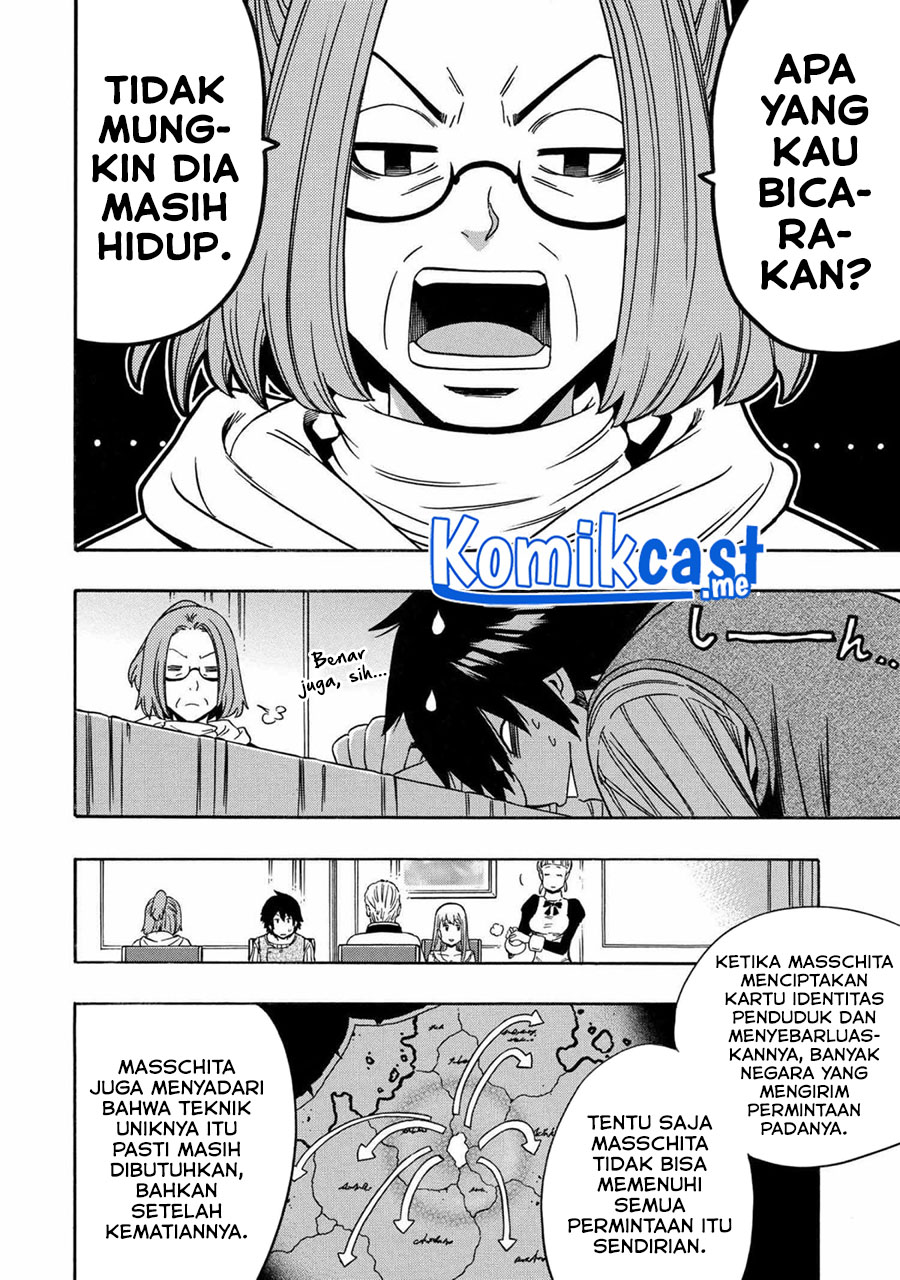 APA
YANG
KAU
BICA-
RA-
KAN?
TIDAK
MUNG-
KIN DIA
MASIH
HIDUP.
Komikcast
.me
しーーん...
Benar
juga, sih...
KETIKA MASSCHITA
MENCIPTAKAN
KARTU IDENTITAS
PENDUDUK DAN
MENYEBARLUAS-
KANNYA, BANYAK
NEGARA YANG
MENGIRIM
PERMINTAAN
PADANYA.
TENTU SAJA
MASSCHITA
TIDAK BISA
MEMENUHI
SEMUA
PERMINTAAN ITU
SENDIRIAN.
MASSCHITA
JUGA MENYADARI
BAHWA TEKNIK
UNIKNYA ITU
PASTI MASIH
DIBUTUHKAN,
BAHKAN
SETELAH
KEMATIANNYA.